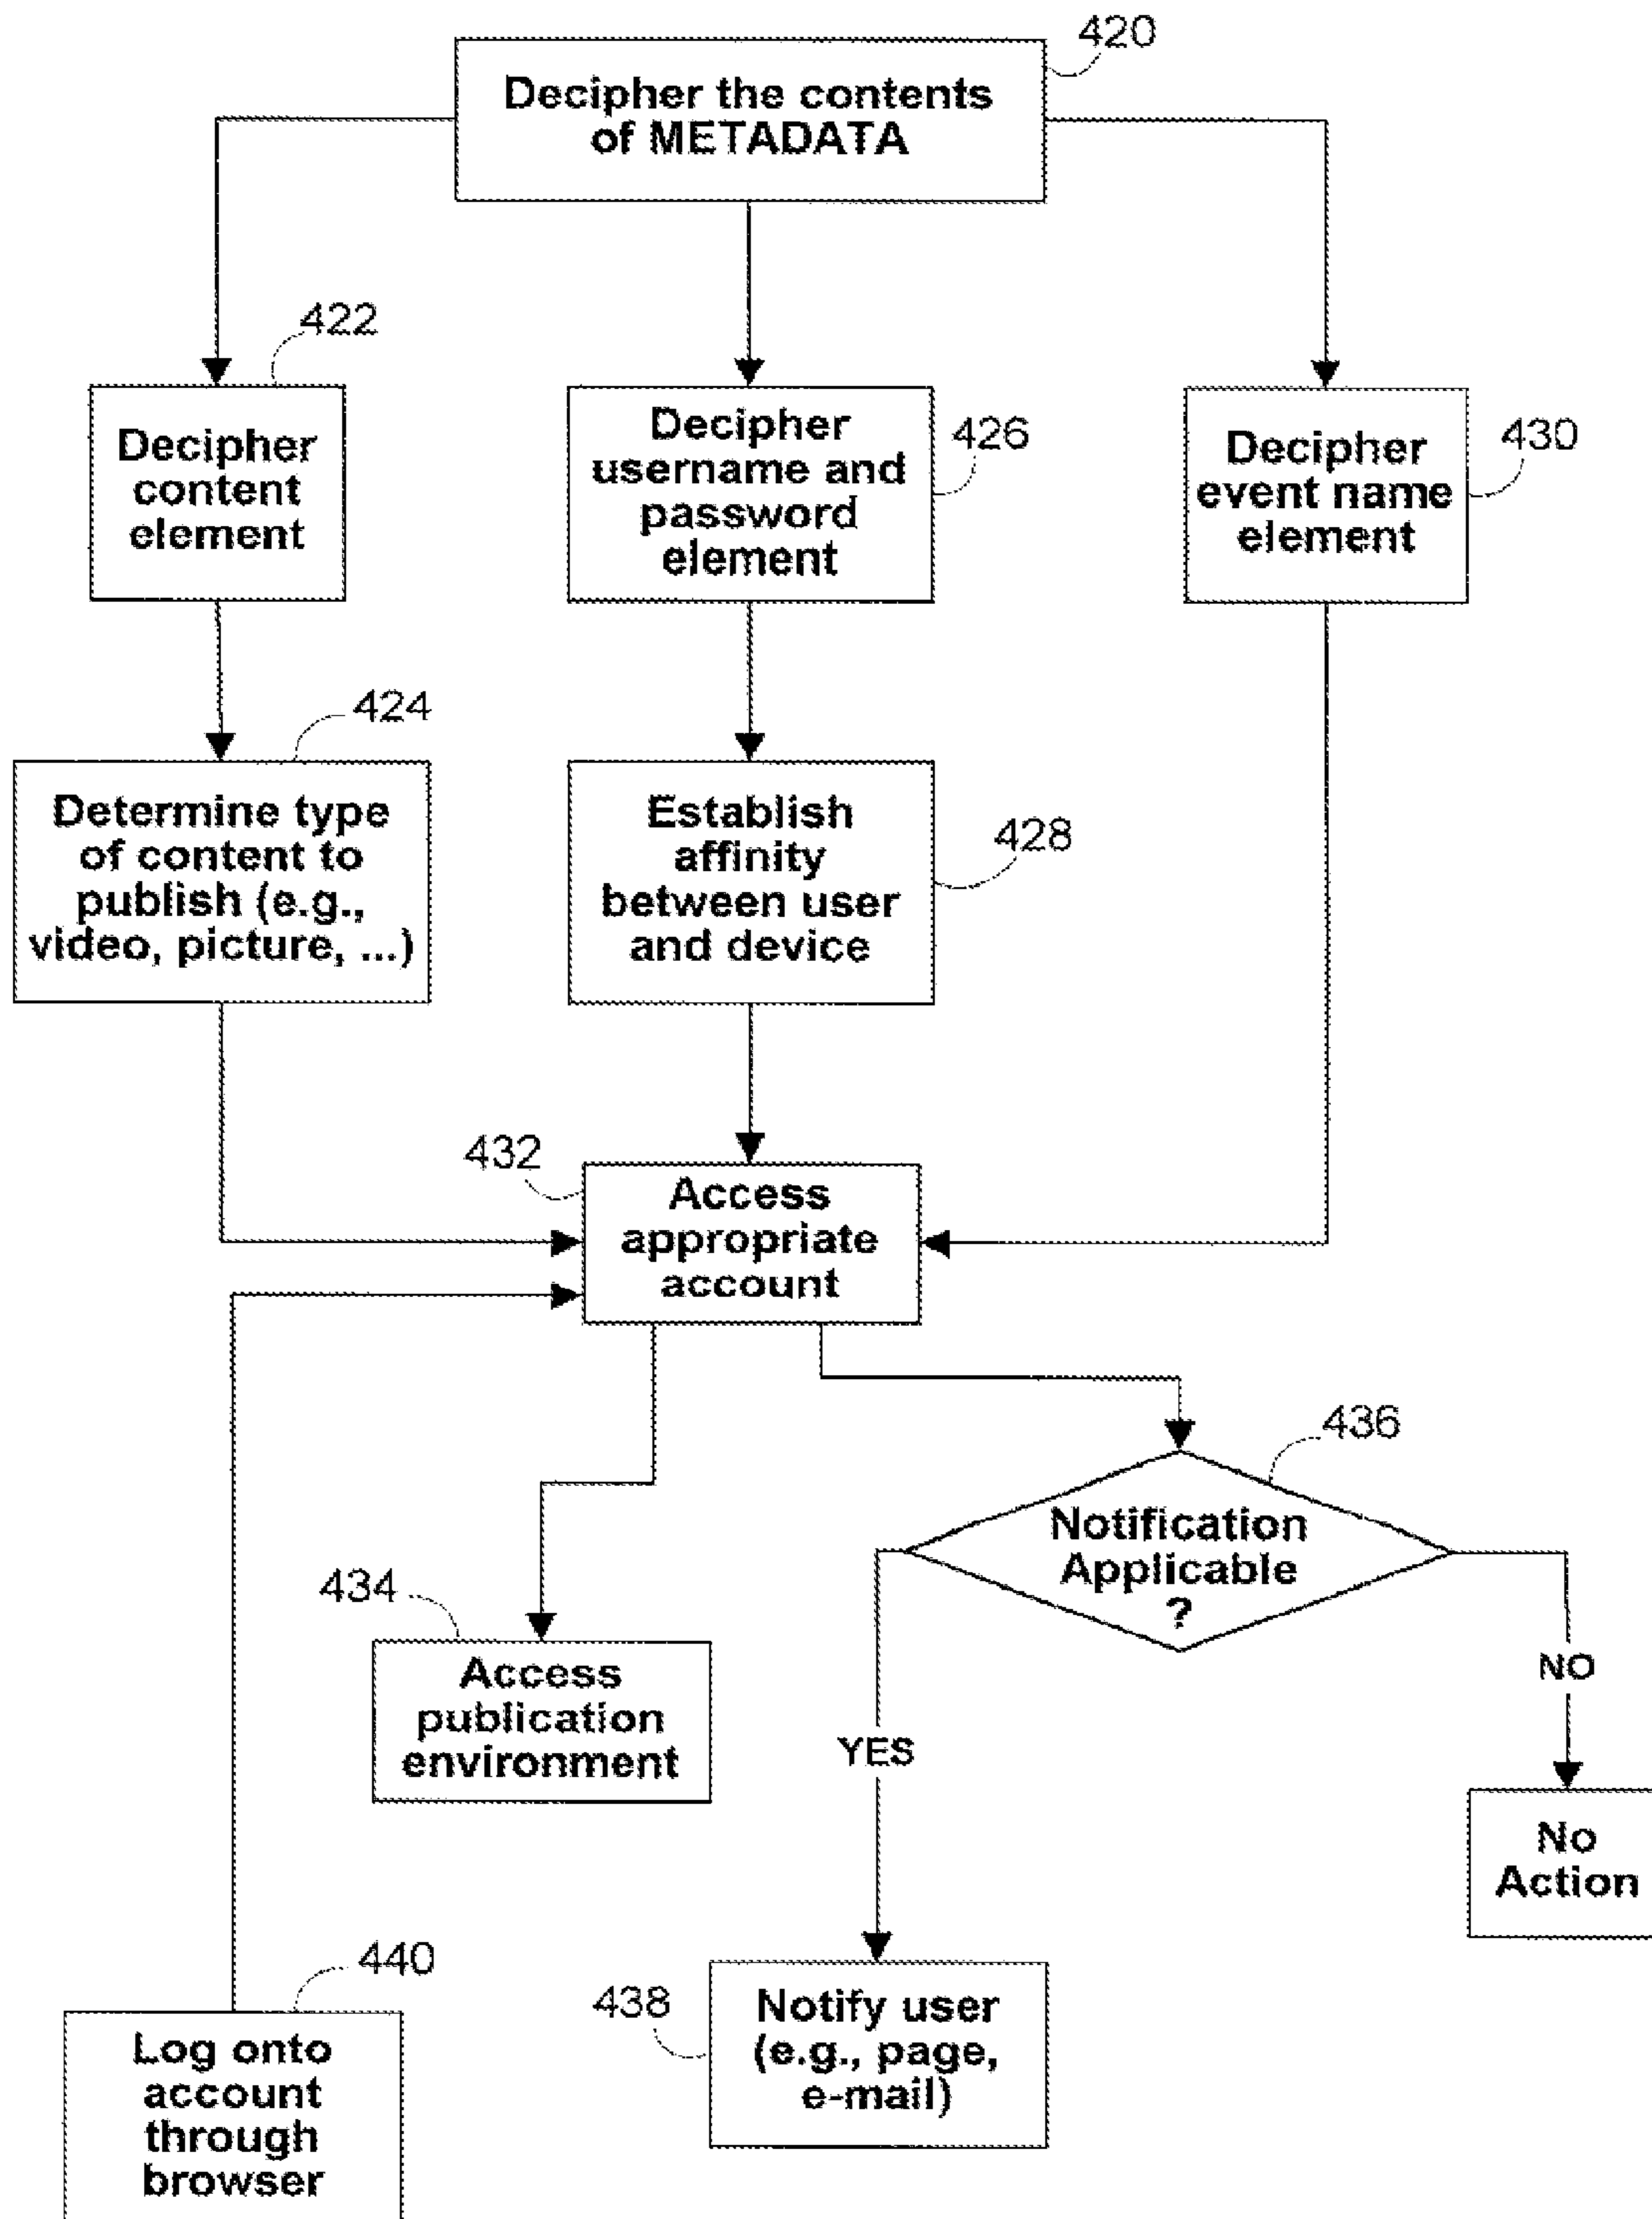 420
Decipher the contents
of METADATA
422
Decipher
content
element
Decipher
username and
password
element
426
Decipher
event name
element
430
424
Determine type
of content to
publish (e.g.,
video, picture, ...)
Establish
affinity
between user
and device
428
432
Access
appropriate
account
436
Notification
Applicable
?
434
Access
publication
environment
YES
NO
No
Action
440
Log onto
account
through
browser
438
Notify user
(e.g., page,
e-mail)